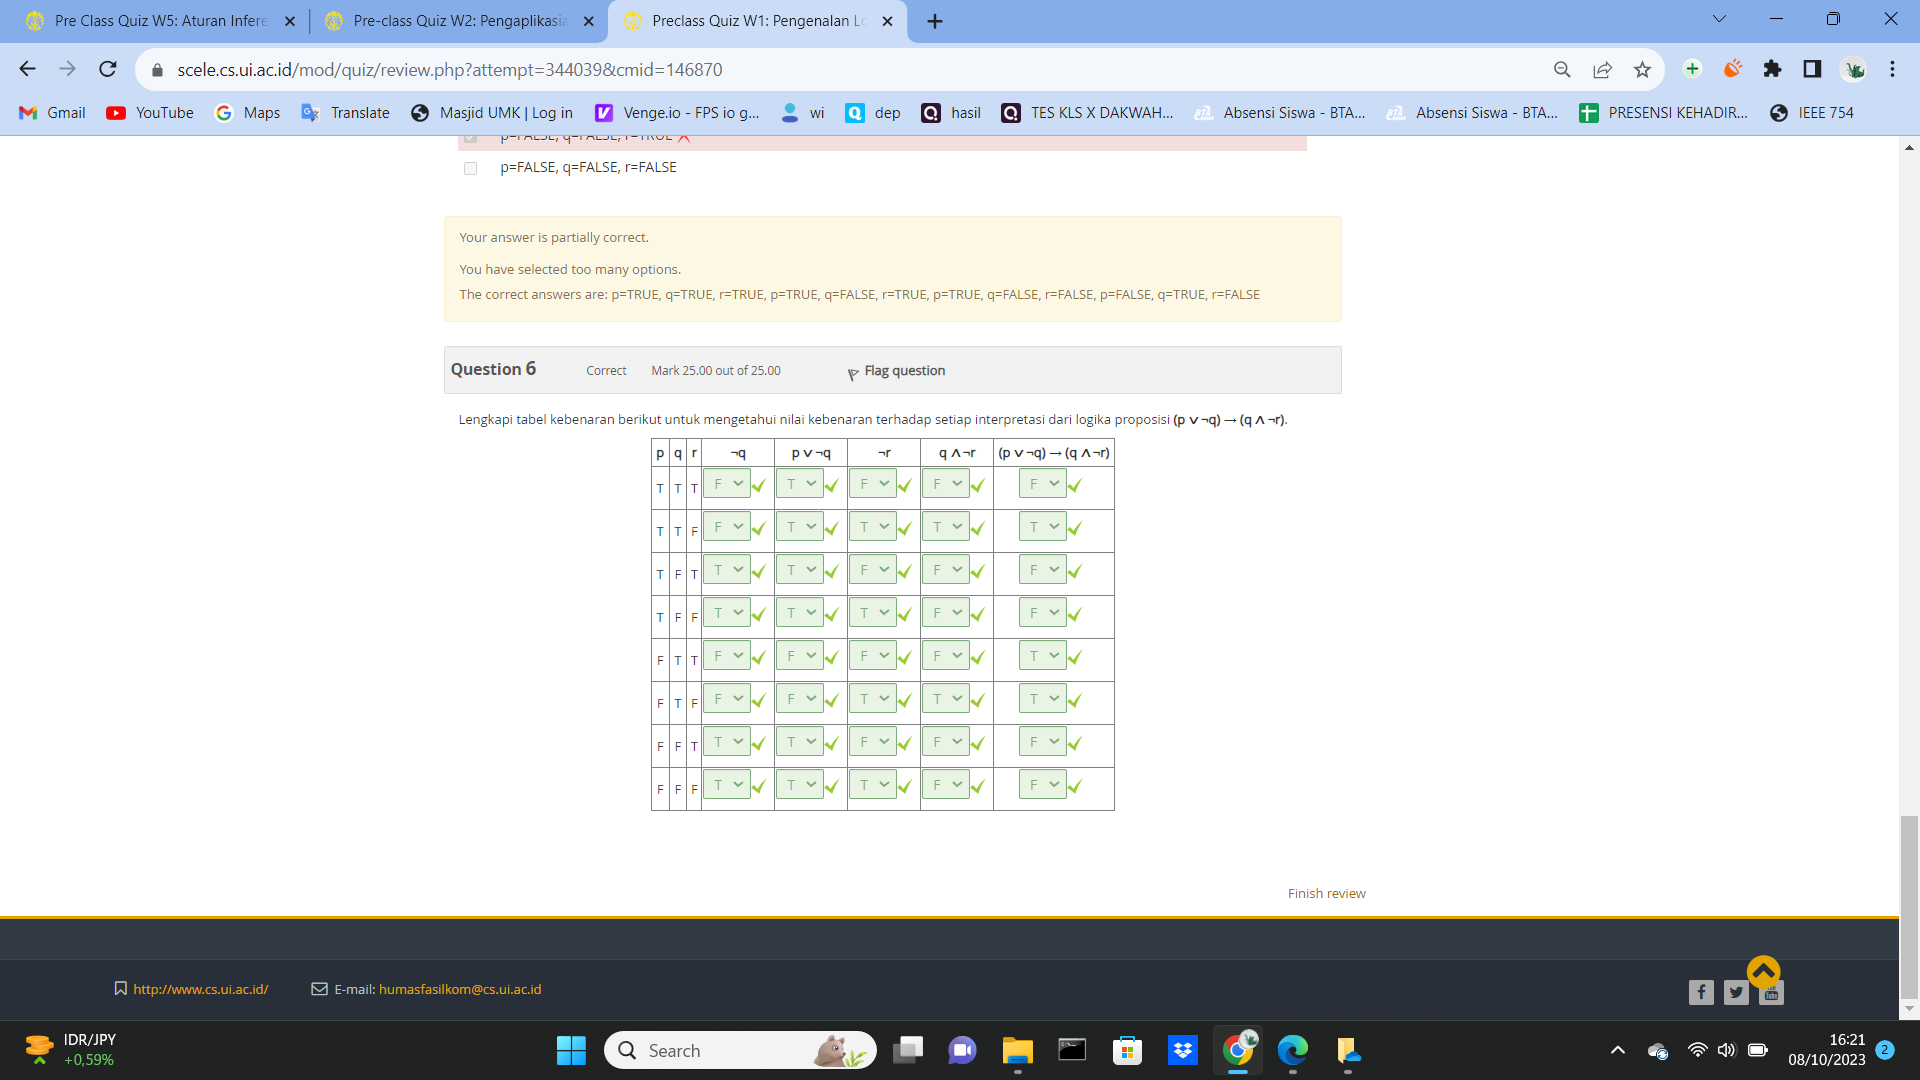 Pre Class Quiz W5: Aturan Infere
Pre-class Quiz W2: Pengaplikasia
Preclass Quiz W1: Pengenalan Lo
scele.cs.ui.ac.id/mod/quiz/review.php?attempt=344039&cmid=146870
Gmail YouTube Maps Translate Masjid UMK | Log in Venge.io - FPS io g... wi dep hasil TES KLS X DAKWAH... Absensi Siswa - BTA... Absensi Siswa - BTA... PRESENSI KEHADIR... IEEE 754
p=FALSE, q=FALSE, r=TRUE
p=FALSE, q=FALSE, r=FALSE
Your answer is partially correct.
You have selected too many options.
The correct answers are: p=TRUE, q=TRUE, r=TRUE, p=TRUE, q=FALSE, r=TRUE, p=TRUE, q=FALSE, r=FALSE, p=FALSE, q=TRUE, r=FALSE
Question 6 Correct Mark 25.00 out of 25.00 Flag question
Lengkapi tabel kebenaran berikut untuk mengetahui nilai kebenaran terhadap setiap interpretasi dari logika proposisi (p ∨ ¬q) → (q ∧ ¬r).
p q r ¬q p ∨ ¬q ¬r q ∧ ¬r (p ∨ ¬q) → (q ∧ ¬r)
T T T F T F F F
T T F F T T T T
T F T T T F F F
T F F T T T F F
F T T F F F F T
F T F F F T T T
F F T T T F F F
F F F T T T F F
Finish review
http://www.cs.ui.ac.id/ E-mail: humasfasilkom@cs.ui.ac.id
IDR/JPY
+0,59%
Search
16:21
08/10/2023
2